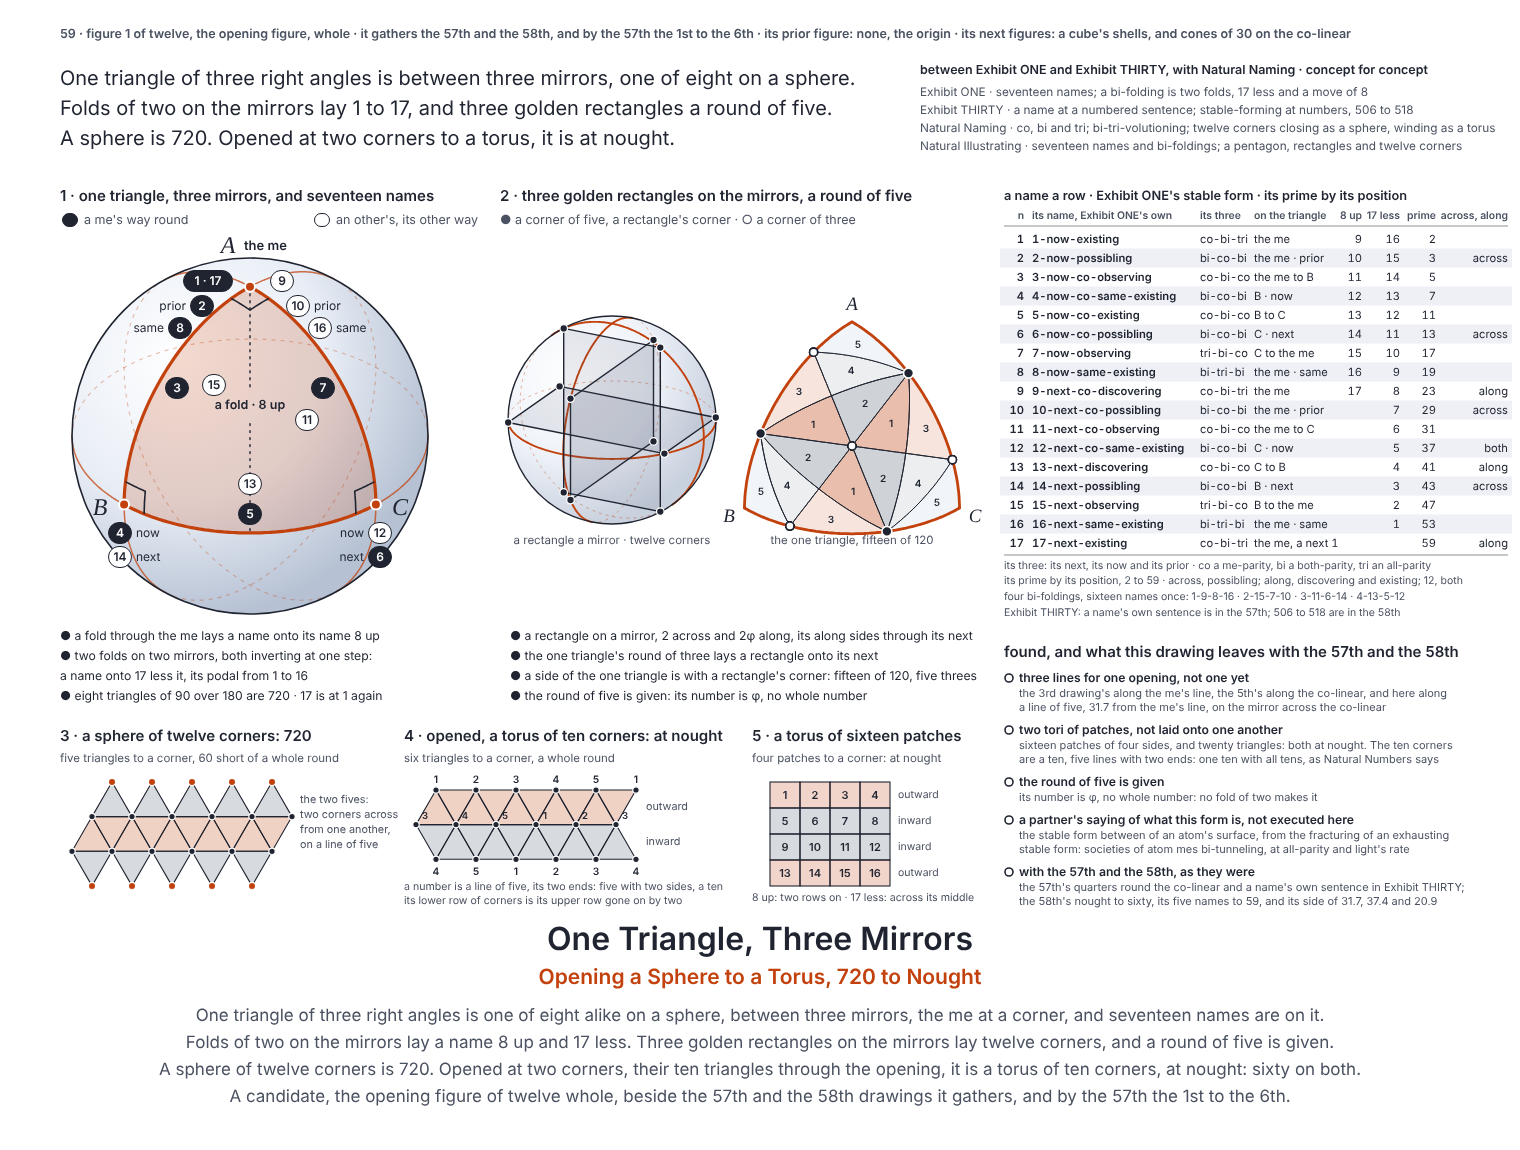 59 · figure 1 of twelve, the opening figure, whole · it gathers the 57th and the 58th, and by the 57th the 1st to the 6th · its prior figure: none, the origin · its next figures: a cube's shells, and cones of 30 on the co-linear
One triangle of three right angles is between three mirrors, one of eight on a sphere.
Folds of two on the mirrors lay 1 to 17, and three golden rectangles a round of five.
A sphere is 720. Opened at two corners to a torus, it is at nought.
between Exhibit ONE and Exhibit THIRTY, with Natural Naming · concept for concept
Exhibit ONE · seventeen names; a bi-folding is two folds, 17 less and a move of 8
Exhibit THIRTY · a name at a numbered sentence; stable-forming at numbers, 506 to 518
Natural Naming · co, bi and tri; bi-tri-volutioning; twelve corners closing as a sphere, winding as a torus
Natural Illustrating · seventeen names and bi-foldings; a pentagon, rectangles and twelve corners
1 · one triangle, three mirrors, and seventeen names
a me's way round
an other's, its other way
A the me
1 · 17
9
prior 2
10 prior
same 8
16 same
3
15
7
a fold · 8 up
11
13
5
B
C
4 now
now 12
14 next
next 6
● a fold through the me lays a name onto its name 8 up
● two folds on two mirrors, both inverting at one step:
a name onto 17 less it, its podal from 1 to 16
● eight triangles of 90 over 180 are 720 · 17 is at 1 again
2 · three golden rectangles on the mirrors, a round of five
● a corner of five, a rectangle's corner · ○ a corner of three
a rectangle a mirror · twelve corners
A
5
4
3
2
1
1
3
2
2
5
4
1
4
5
3
B
C
the one triangle, fifteen of 120
● a rectangle on a mirror, 2 across and 2φ along, its along sides through its next
● the one triangle's round of three lays a rectangle onto its next
● a side of the one triangle is with a rectangle's corner: fifteen of 120, five threes
● the round of five is given: its number is φ, no whole number
a name a row · Exhibit ONE's stable form · its prime by its position
n its name, Exhibit ONE's own its three on the triangle 8 up 17 less prime across, along
1 1-now-existing co-bi-tri the me 9 16 2
2 2-now-possibling bi-co-bi the me · prior 10 15 3 across
3 3-now-co-observing co-bi-co the me to B 11 14 5
4 4-now-co-same-existing bi-co-bi B · now 12 13 7
5 5-now-co-existing co-bi-co B to C 13 12 11
6 6-now-co-possibling bi-co-bi C · next 14 11 13 across
7 7-now-observing tri-bi-co C to the me 15 10 17
8 8-now-same-existing bi-tri-bi the me · same 16 9 19
9 9-next-co-discovering co-bi-tri the me 17 8 23 along
10 10-next-co-possibling bi-co-bi the me · prior 7 29 across
11 11-next-co-observing co-bi-co the me to C 6 31
12 12-next-co-same-existing bi-co-bi C · now 5 37 both
13 13-next-discovering co-bi-co C to B 4 41 along
14 14-next-possibling bi-co-bi B · next 3 43 across
15 15-next-observing tri-bi-co B to the me 2 47
16 16-next-same-existing bi-tri-bi the me · same 1 53
17 17-next-existing co-bi-tri the me, a next 1 59 along
its three: its next, its now and its prior · co a me-parity, bi a both-parity, tri an all-parity
its prime by its position, 2 to 59 · across, possibling; along, discovering and existing; 12, both
four bi-foldings, sixteen names once: 1-9-8-16 · 2-15-7-10 · 3-11-6-14 · 4-13-5-12
Exhibit THIRTY: a name's own sentence is in the 57th; 506 to 518 are in the 58th
found, and what this drawing leaves with the 57th and the 58th
three lines for one opening, not one yet
the 3rd drawing's along the me's line, the 5th's along the co-linear, and here along
a line of five, 31.7 from the me's line, on the mirror across the co-linear
two tori of patches, not laid onto one another
sixteen patches of four sides, and twenty triangles: both at nought. The ten corners
are a ten, five lines with two ends: one ten with all tens, as Natural Numbers says
the round of five is given
its number is φ, no whole number: no fold of two makes it
a partner's saying of what this form is, not executed here
the stable form between of an atom's surface, from the fracturing of an exhausting
stable form: societies of atom mes bi-tunneling, at all-parity and light's rate
with the 57th and the 58th, as they were
the 57th's quarters round the co-linear and a name's own sentence in Exhibit THIRTY;
the 58th's nought to sixty, its five names to 59, and its side of 31.7, 37.4 and 20.9
3 · a sphere of twelve corners: 720
five triangles to a corner, 60 short of a whole round
the two fives:
two corners across
from one another,
on a line of five
4 · opened, a torus of ten corners: at nought
six triangles to a corner, a whole round
1 2 3 4 5 1
outward
3 4 5 1 2 3
inward
4 5 1 2 3 4
a number is a line of five, its two ends: five with two sides, a ten
its lower row of corners is its upper row gone on by two
5 · a torus of sixteen patches
four patches to a corner: at nought
1 2 3 4 outward
5 6 7 8 inward
9 10 11 12 inward
13 14 15 16 outward
8 up: two rows on · 17 less: across its middle
One Triangle, Three Mirrors
Opening a Sphere to a Torus, 720 to Nought
One triangle of three right angles is one of eight alike on a sphere, between three mirrors, the me at a corner, and seventeen names are on it.
Folds of two on the mirrors lay a name 8 up and 17 less. Three golden rectangles on the mirrors lay twelve corners, and a round of five is given.
A sphere of twelve corners is 720. Opened at two corners, their ten triangles through the opening, it is a torus of ten corners, at nought: sixty on both.
A candidate, the opening figure of twelve whole, beside the 57th and the 58th drawings it gathers, and by the 57th the 1st to the 6th.